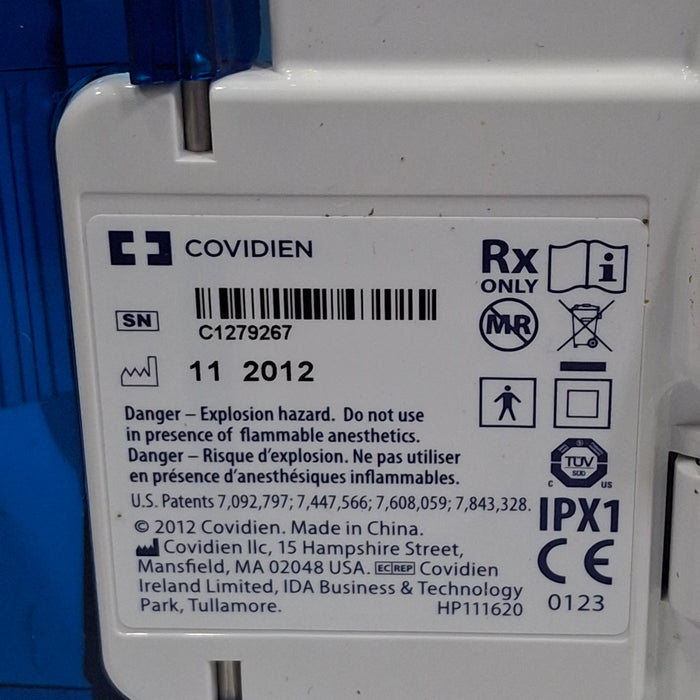 COVIDIEN
Rx
ONLY
i
SN
C1279267
MR
11 2012
Danger – Explosion hazard. Do not use
in presence of flammable anesthetics.
Danger – Risque d'explosion. Ne pas utiliser
en présence d'anesthésiques inflammables.
TÜV
SÜD
C US
U.S. Patents 7,092,797; 7,447,566; 7,608,059; 7,843,328.
IPX1
© 2012 Covidien. Made in China.
Covidien llc, 15 Hampshire Street,
Mansfield, MA 02048 USA. EC REP Covidien
Ireland Limited, IDA Business & Technology
Park, Tullamore. HP111620
CE
0123